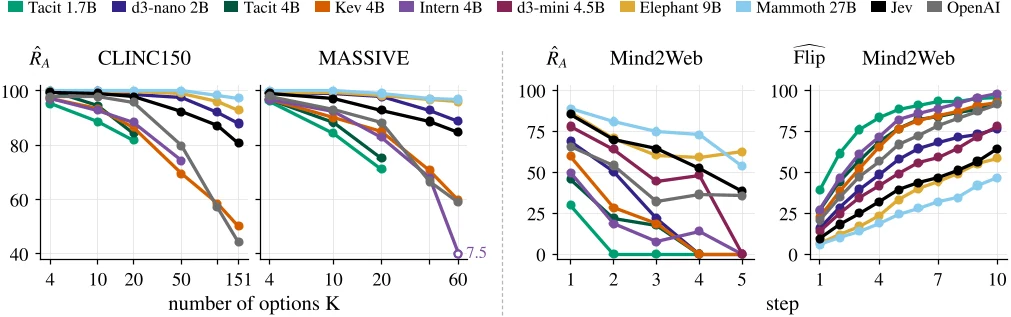 Tacit 1.7B d3-nano 2B Tacit 4B Kev 4B Intern 4B d3-mini 4.5B Elephant 9B Mammoth 27B Jev OpenAI
R̂_A CLINC150 MASSIVE R̂_A Mind2Web Flip Mind2Web
100 100
80 75 75
60 50 50
40 25 25
7.5 0 0
4 10 20 50 151 4 10 20 60 1 2 3 4 5 1 4 7 10
number of options K step